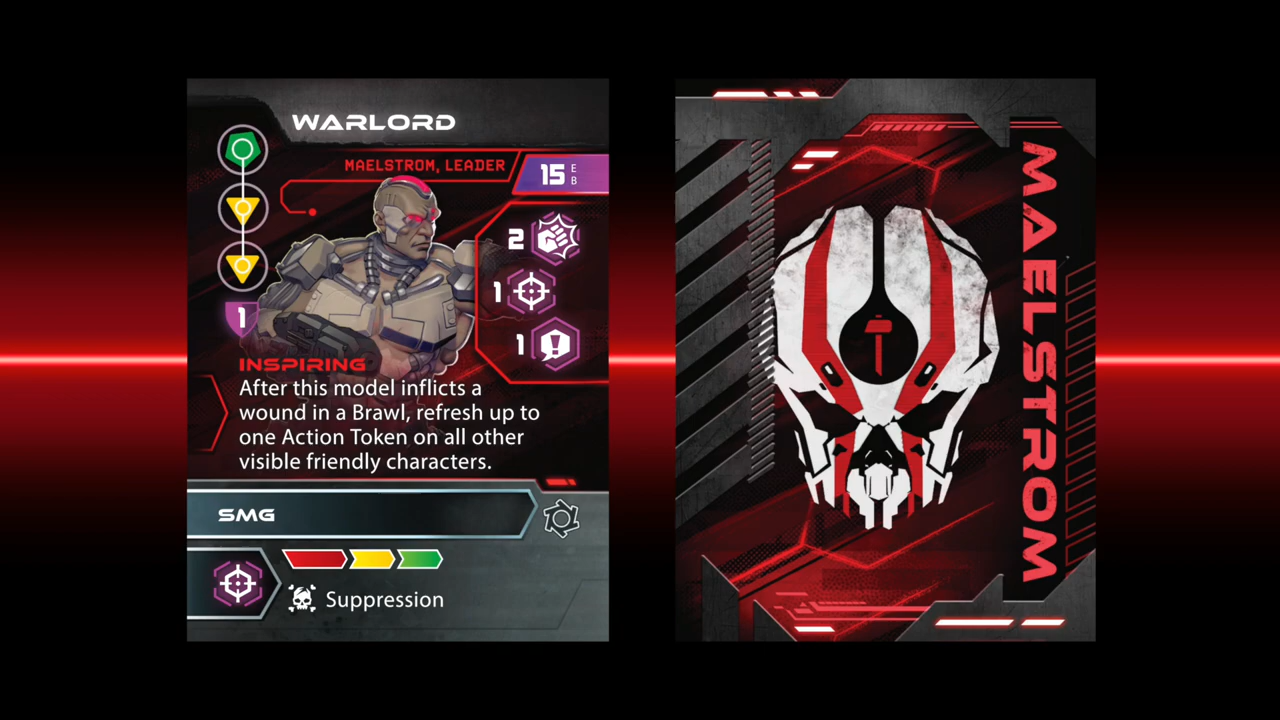 WARLORD
MAELSTROM, LEADER
15 E B
2
1
1
1
INSPIRING
After this model inflicts a
wound in a Brawl, refresh up to
one Action Token on all other
visible friendly characters.
SMG
Suppression
MAELSTROM